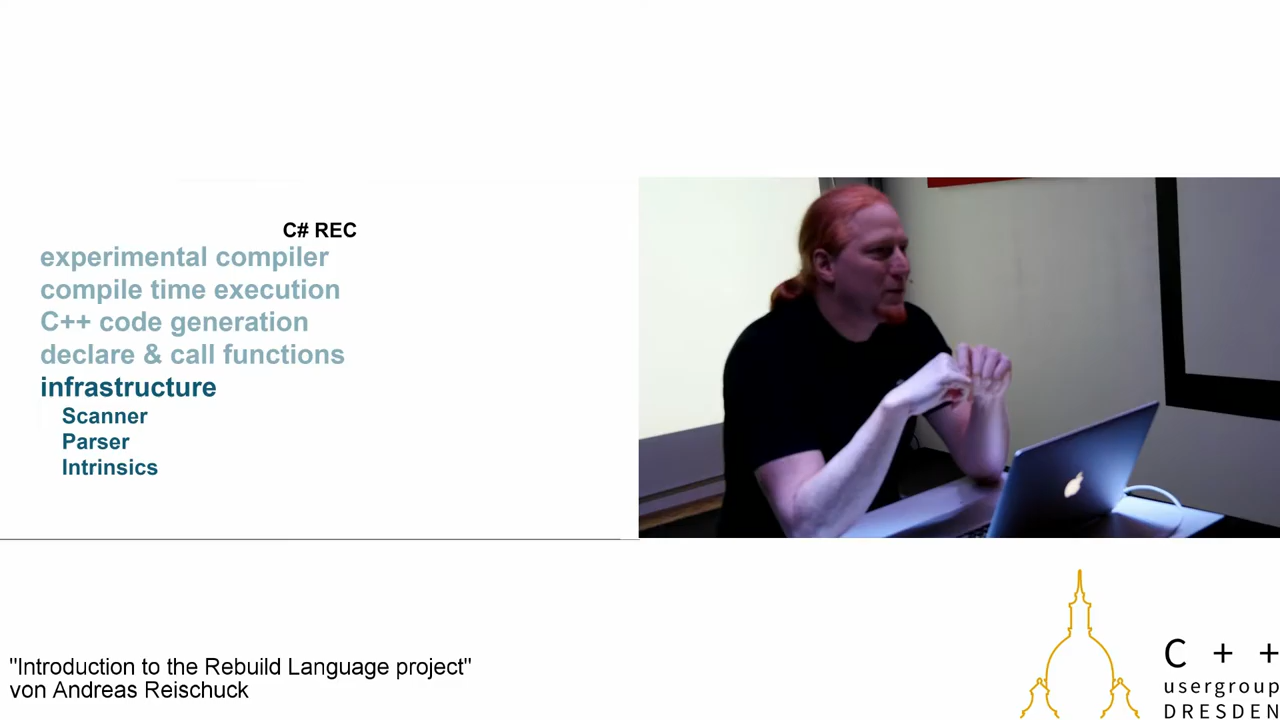 C# REC
experimental compiler
compile time execution
C++ code generation
declare & call functions
infrastructure
Scanner
Parser
Intrinsics
"Introduction to the Rebuild Language project"
von Andreas Reischuck
C + +
usergroup
DRESDEN